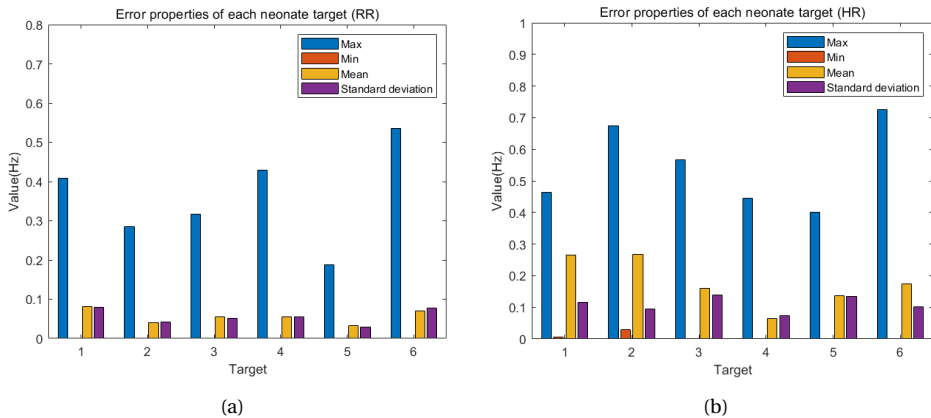 Error properties of each neonate target (RR)
0.8
0.7
0.6
0.5
0.4
0.3
0.2
0.1
0
Value(Hz)
Max
Min
Mean
Standard deviation
1 2 3 4 5 6
Target
(a)
Error properties of each neonate target (HR)
1
0.9
0.8
0.7
0.6
0.5
0.4
0.3
0.2
0.1
0
Value(Hz)
Max
Min
Mean
Standard deviation
1 2 3 4 5 6
Target
(b)